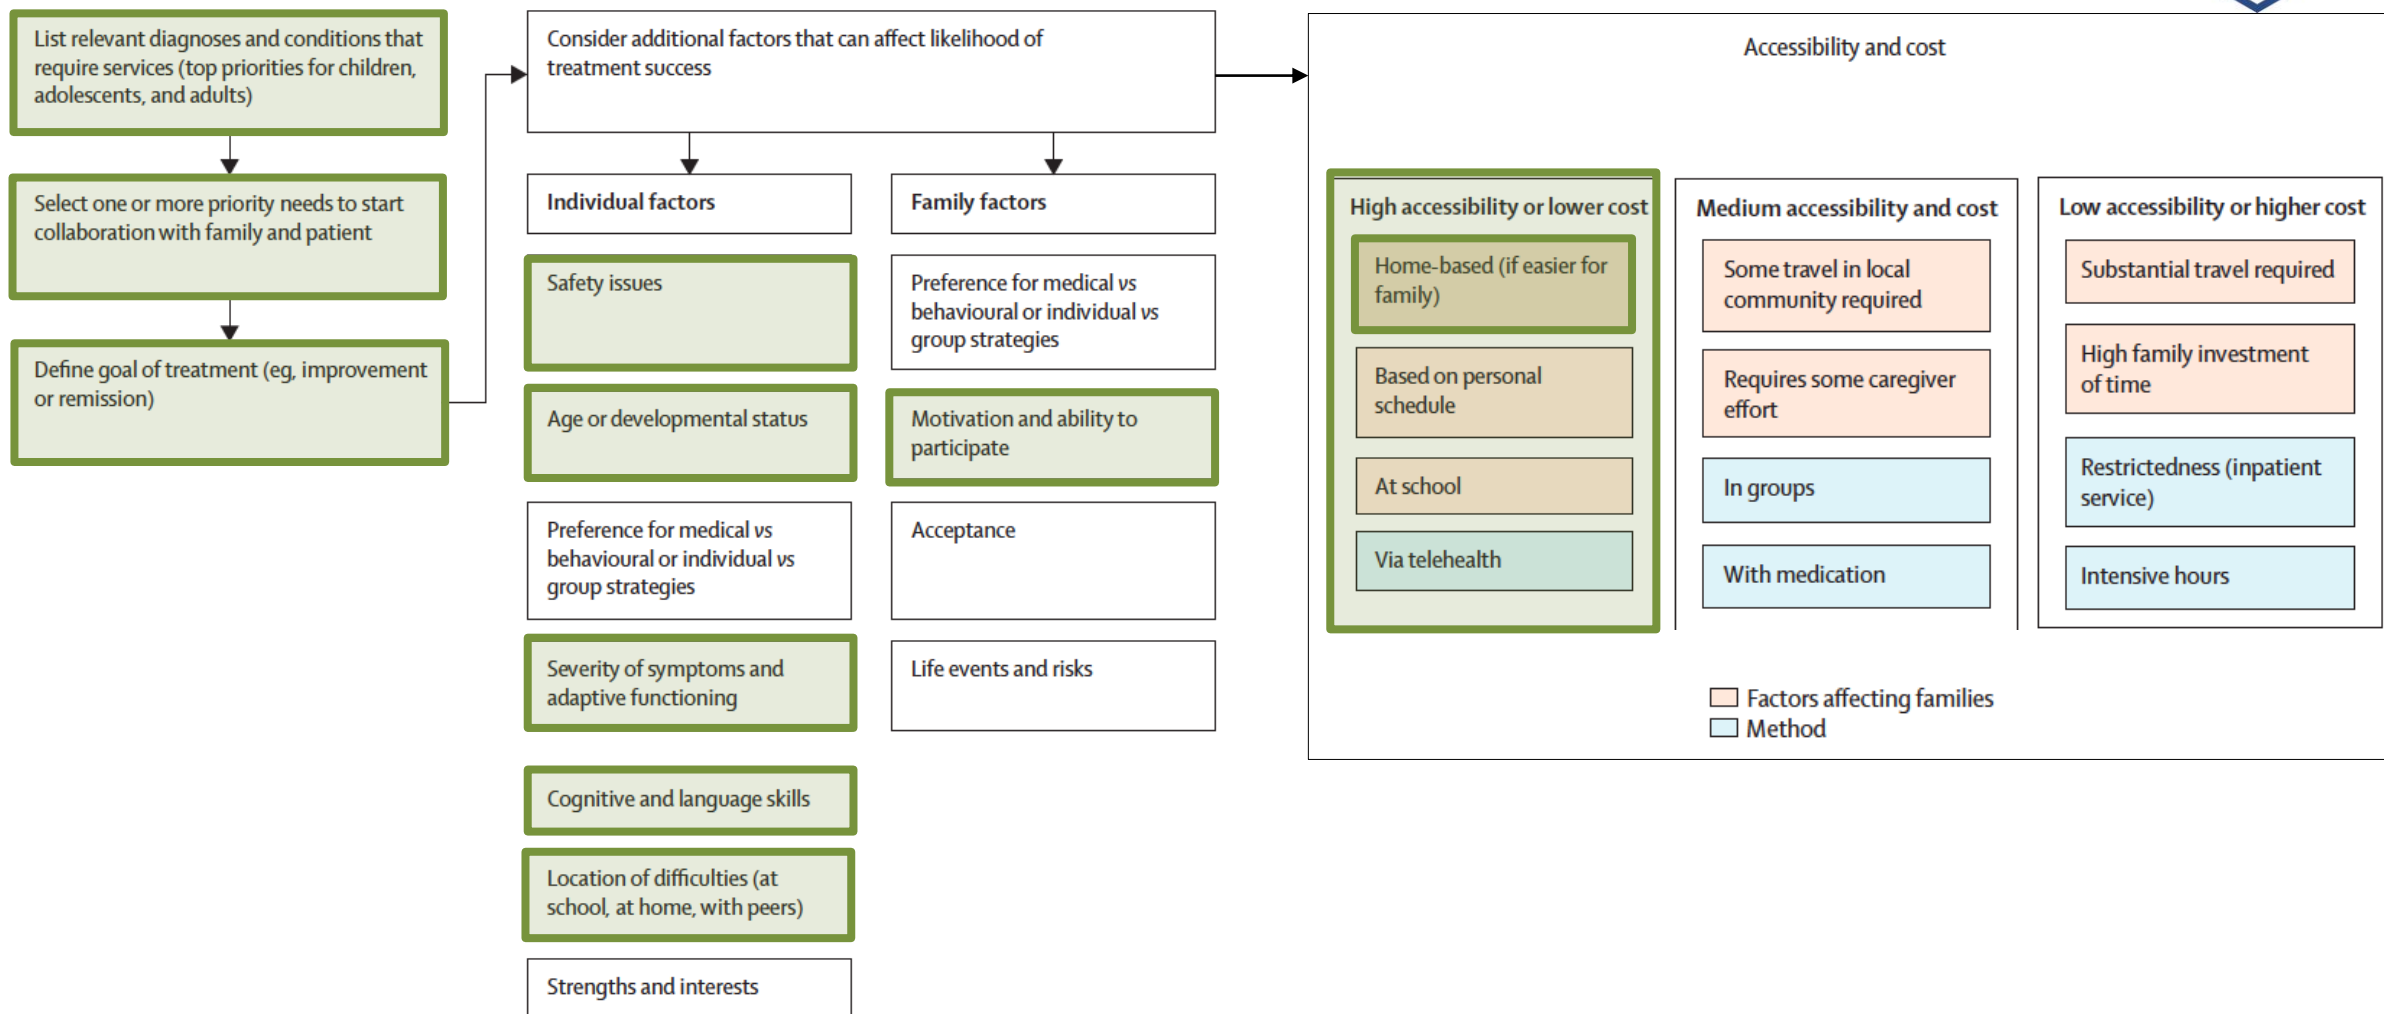 List relevant diagnoses and conditions that
require services (top priorities for children,
adolescents, and adults)
Select one or more priority needs to start
collaboration with family and patient
Define goal of treatment (eg, improvement
or remission)
Consider additional factors that can affect likelihood of
treatment success
Individual factors
Safety issues
Age or developmental status
Preference for medical vs
behavioural or individual vs
group strategies
Severity of symptoms and
adaptive functioning
Cognitive and language skills
Location of difficulties (at
school, at home, with peers)
Strengths and interests
Family factors
Preference for medical vs
behavioural or individual vs
group strategies
Motivation and ability to
participate
Acceptance
Life events and risks
Accessibility and cost
High accessibility or lower cost
Home-based (if easier for
family)
Based on personal
schedule
At school
Via telehealth
Medium accessibility and cost
Some travel in local
community required
Requires some caregiver
effort
In groups
With medication
Low accessibility or higher cost
Substantial travel required
High family investment
of time
Restrictedness (inpatient
service)
Intensive hours
Factors affecting families
Method